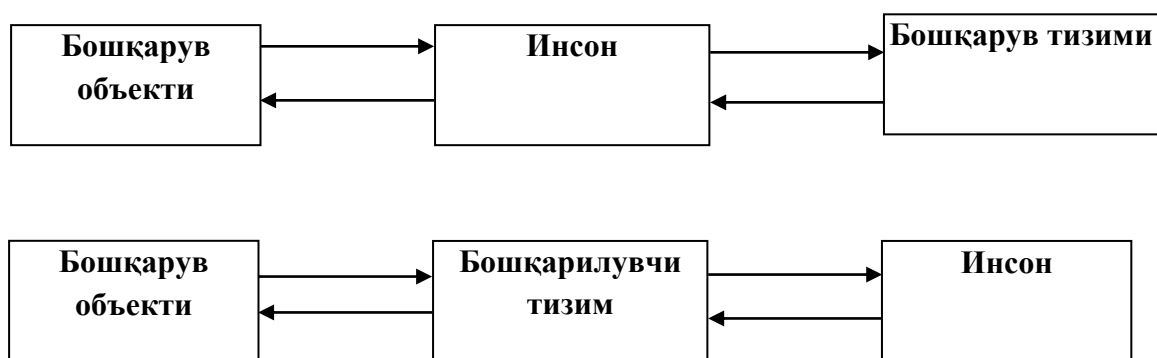 Бошқарув
объекти
Инсон
Бошқарув тизими
Бошқарув
объекти
Бошқарилувчи
тизим
Инсон